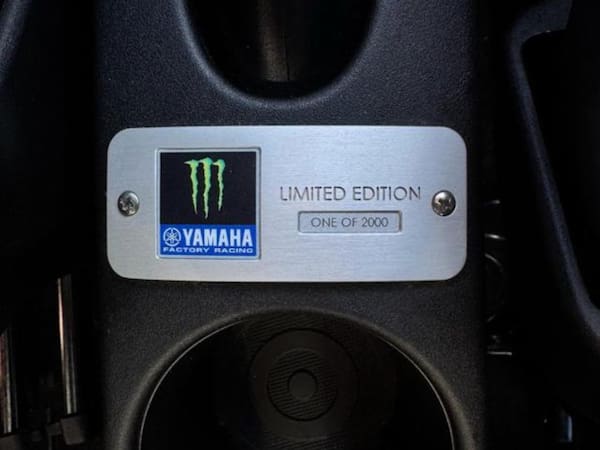 LIMITED EDITION
ONE OF 2000
YAMAHA
FACTORY RACING